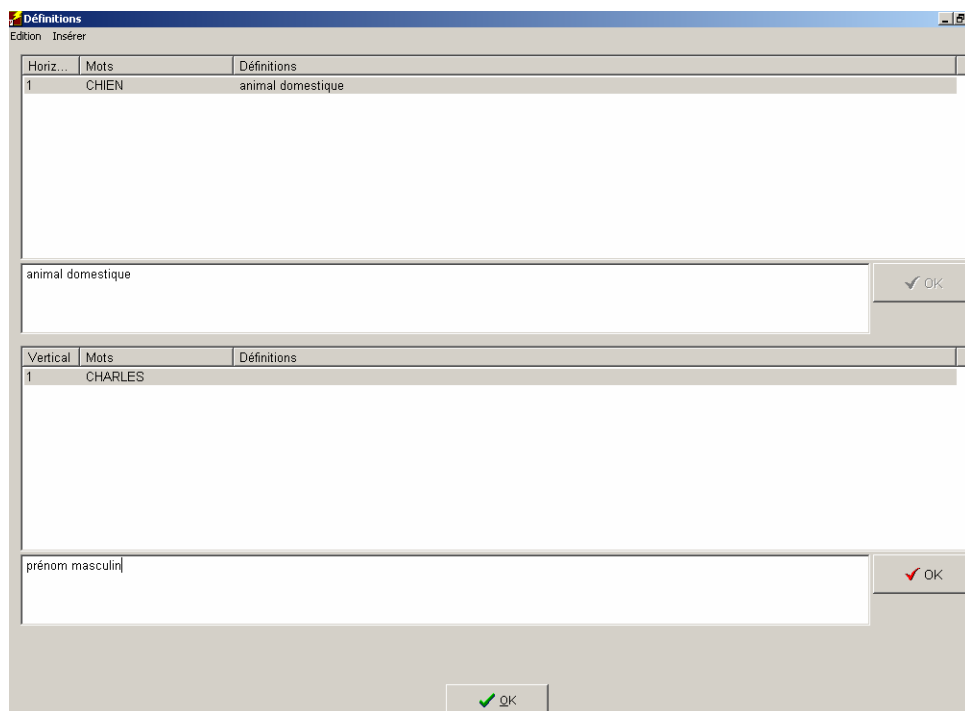 Définitions
Edition Insérer
Horiz... Mots Définitions
1 CHIEN animal domestique
animal domestique
OK
Vertical Mots Définitions
1 CHARLES
prénom masculin
OK
OK